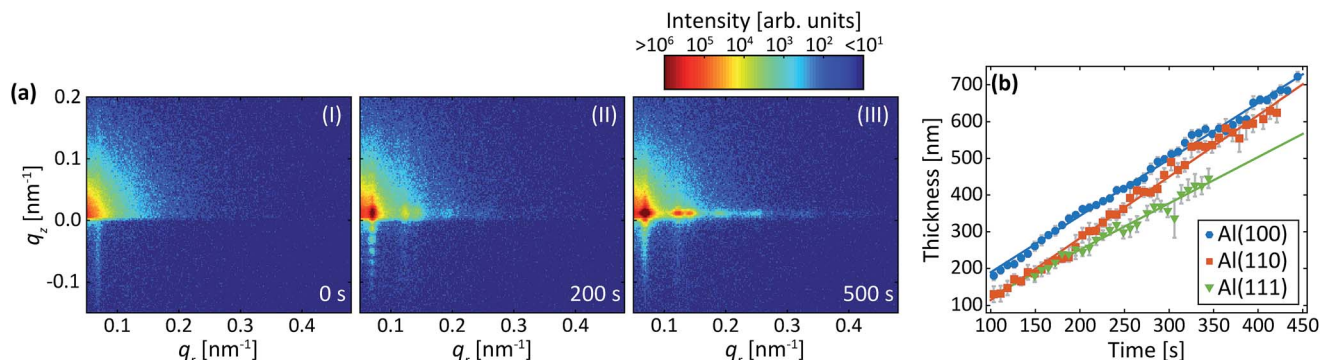 Intensity [arb. units]
>10⁶ 10⁵ 10⁴ 10³ 10² <10¹
(a)
0.2
0.1
0.0
-0.1
q_z [nm⁻¹]
(I)
0 s
0.1 0.2 0.3 0.4
q_r [nm⁻¹]
(II)
200 s
0.1 0.2 0.3 0.4
q_r [nm⁻¹]
(III)
500 s
0.1 0.2 0.3 0.4
q_r [nm⁻¹]
(b)
700
600
500
400
300
200
100
Thickness [nm]
Al(100)
Al(110)
Al(111)
100 150 200 250 300 350 400 450
Time [s]